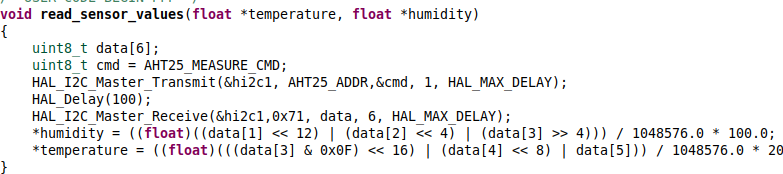 void read_sensor_values(float *temperature, float *humidity)
{
    uint8_t data[6];
    uint8_t cmd = AHT25_MEASURE_CMD;
    HAL_I2C_Master_Transmit(&hi2c1, AHT25_ADDR,&cmd, 1, HAL_MAX_DELAY);
    HAL_Delay(100);
    HAL_I2C_Master_Receive(&hi2c1,0x71, data, 6, HAL_MAX_DELAY);
    *humidity = ((float)((data[1] << 12) | (data[2] << 4) | (data[3] >> 4))) / 1048576.0 * 100.0;
    *temperature = ((float)(((data[3] & 0x0F) << 16) | (data[4] << 8) | data[5])) / 1048576.0 * 20
}